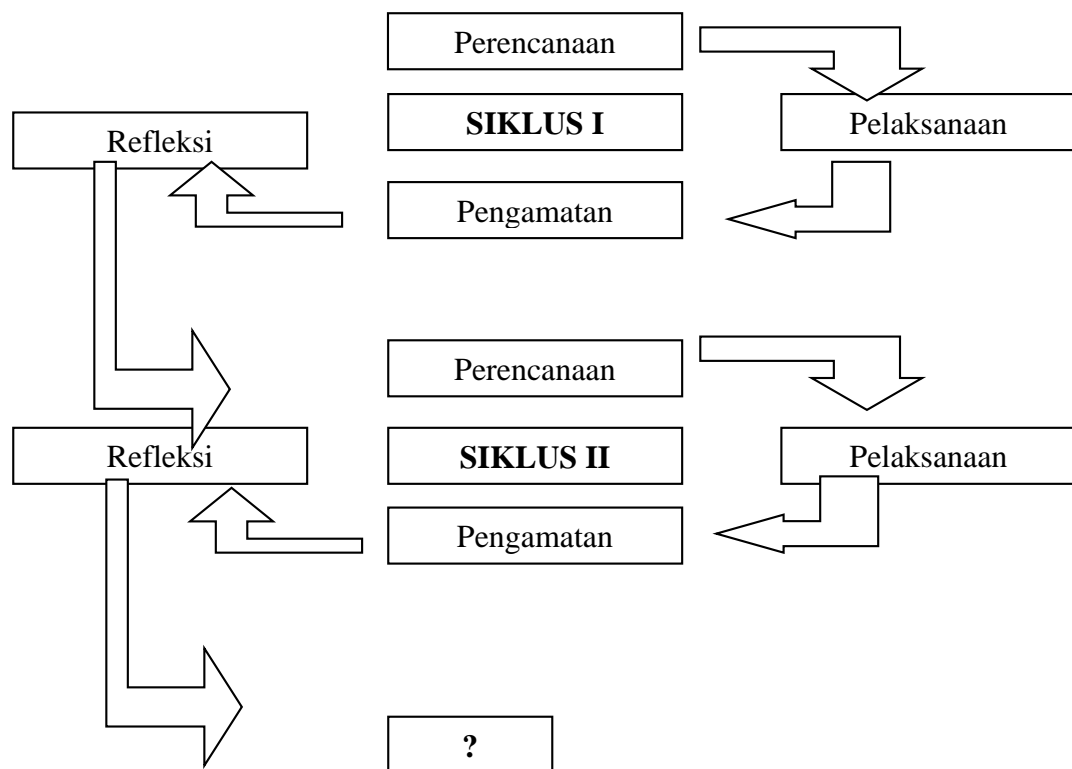 Perencanaan
SIKLUS I
Refleksi
Pelaksanaan
Pengamatan
Perencanaan
Refleksi
SIKLUS II
Pelaksanaan
Pengamatan
?